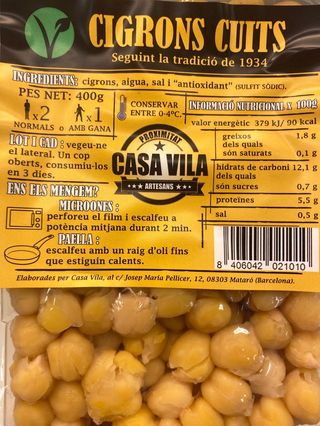 V
CIGRONS CUITS
Seguint la tradició de 1934
INGREDIENTS: cigrons, aigua, sal i "antioxidant" (SULFIT SÒDIC).
PES NET: 400g
x2 x1
NORMALS o AMB GANA
CONSERVAR
ENTRE 0-4ºC.
LOT I CAD : vegeu-ne
el lateral. Un cop
oberts, consumiu-los
en 3 dies.
PROXIMITAT
CASA VILA
ARTESANS
INFORMACIÓ NUTRICIONAL X 100g
valor energètic 379 kJ/ 90 kcal
greixos 1,8 g
dels quals
són saturats 0,1 g
hidrats de carboni 12,1 g
dels quals
són sucres 0,7 g
proteïnes 5,5 g
sal 0,5 g
ENS ELS MENGEM?
MICROONES :
perforeu el film i escalfeu a
potència mitjana durant 2 min.
PAELLA :
escalfeu amb un raig d'oli fins
que estiguin calents.
8 406042 021010
Elaborades per Casa Vila, al c/ Josep Maria Pellicer, 12, 08303 Mataró (Barcelona).